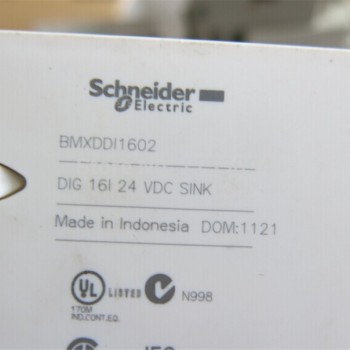 Schneider
Electric
BMXDDI1602
DIG 16I 24 VDC SINK
Made in Indonesia DOM:1121
UL LISTED N998
170M
IND.CONT.EQ.